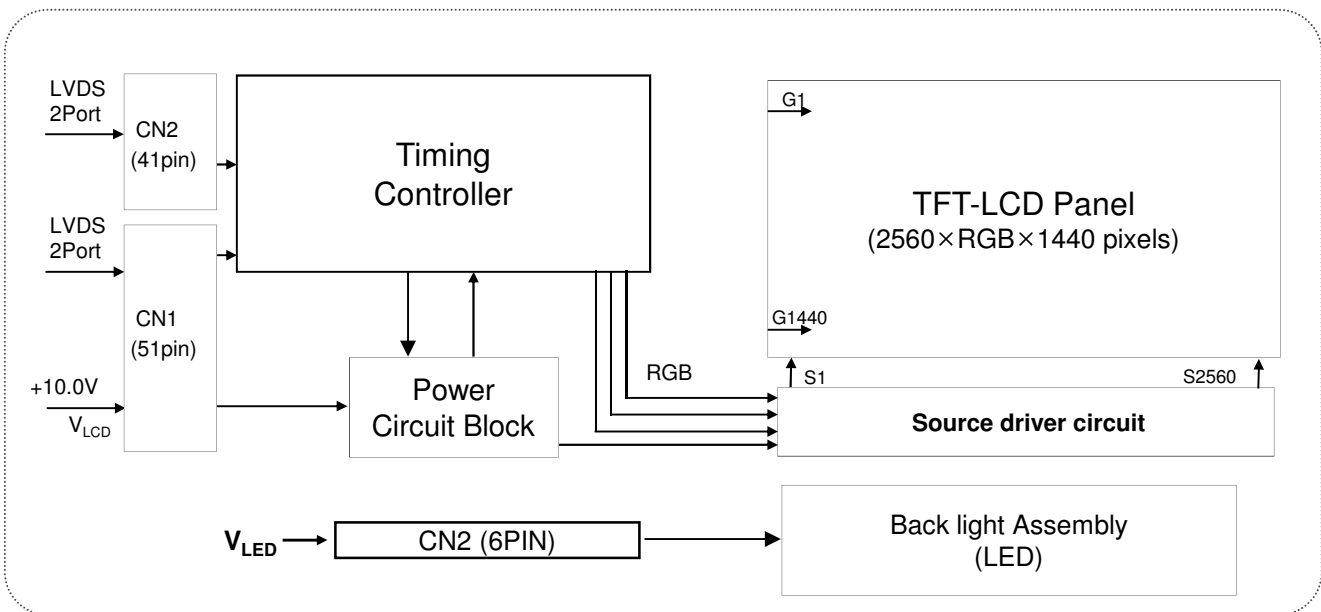 LVDS
2Port
CN2
(41pin)
LVDS
2Port
CN1
(51pin)
+10.0V
VLCD
Timing
Controller
Power
Circuit Block
RGB
G1
TFT-LCD Panel
(2560×RGB×1440 pixels)
G1440
S1
S2560
Source driver circuit
VLED
CN2 (6PIN)
Back light Assembly
(LED)